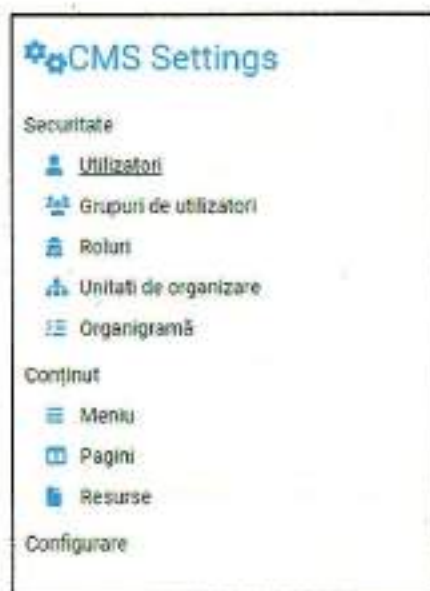 CMS Settings
Securitate
Utilizatori
Grupuri de utilizatori
Roluri
Unitati de organizare
Organigramă
Conținut
Meniu
Pagini
Resurse
Configurare